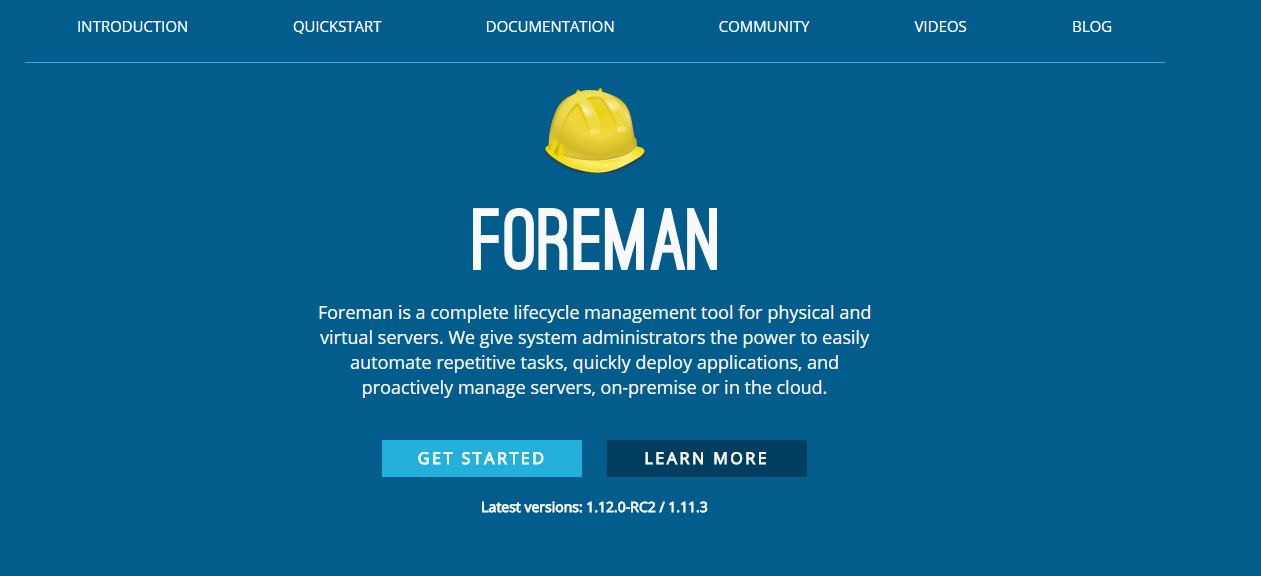 INTRODUCTION QUICKSTART DOCUMENTATION COMMUNITY VIDEOS BLOG
FOREMAN
Foreman is a complete lifecycle management tool for physical and
virtual servers. We give system administrators the power to easily
automate repetitive tasks, quickly deploy applications, and
proactively manage servers, on-premise or in the cloud.
GET STARTED LEARN MORE
Latest versions: 1.12.0-RC2 / 1.11.3